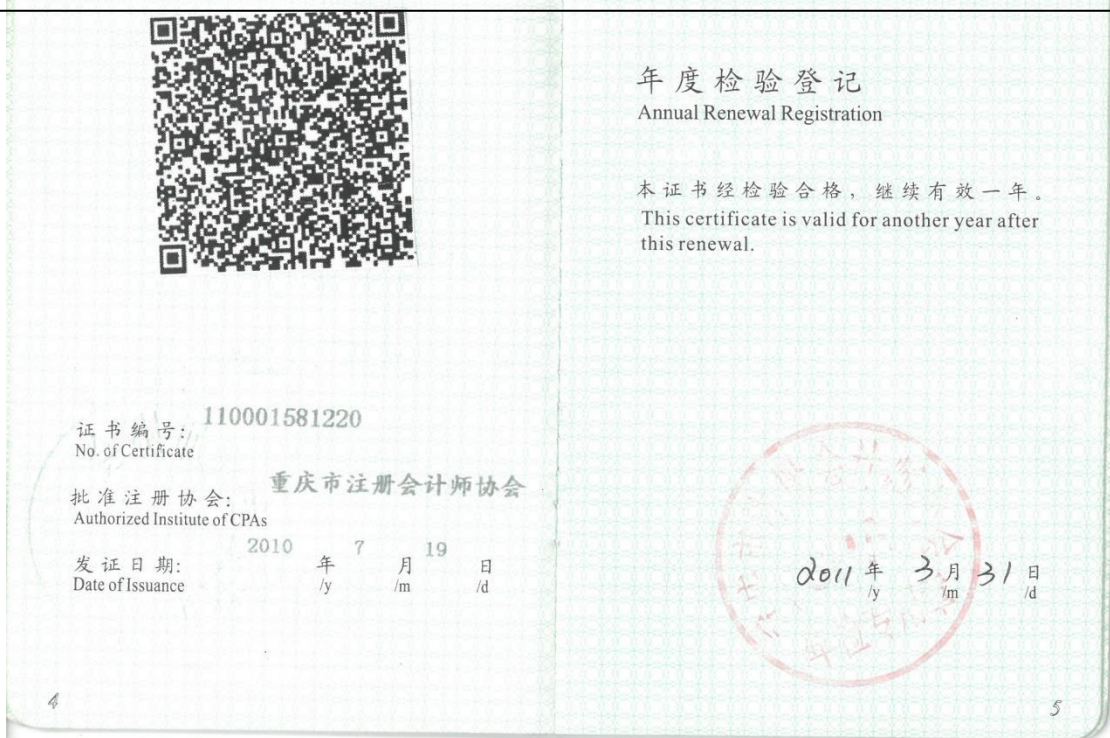 证书编号: 110001581220
No. of Certificate
批准注册协会: 重庆市注册会计师协会
Authorized Institute of CPAs
发证日期: 2010 年 7 月 19 日
Date of Issuance /y /m /d
4
年度检验登记
Annual Renewal Registration
本证书经检验合格，继续有效一年。
This certificate is valid for another year after
this renewal.
2011 年 3 月 31 日
/y /m /d
5